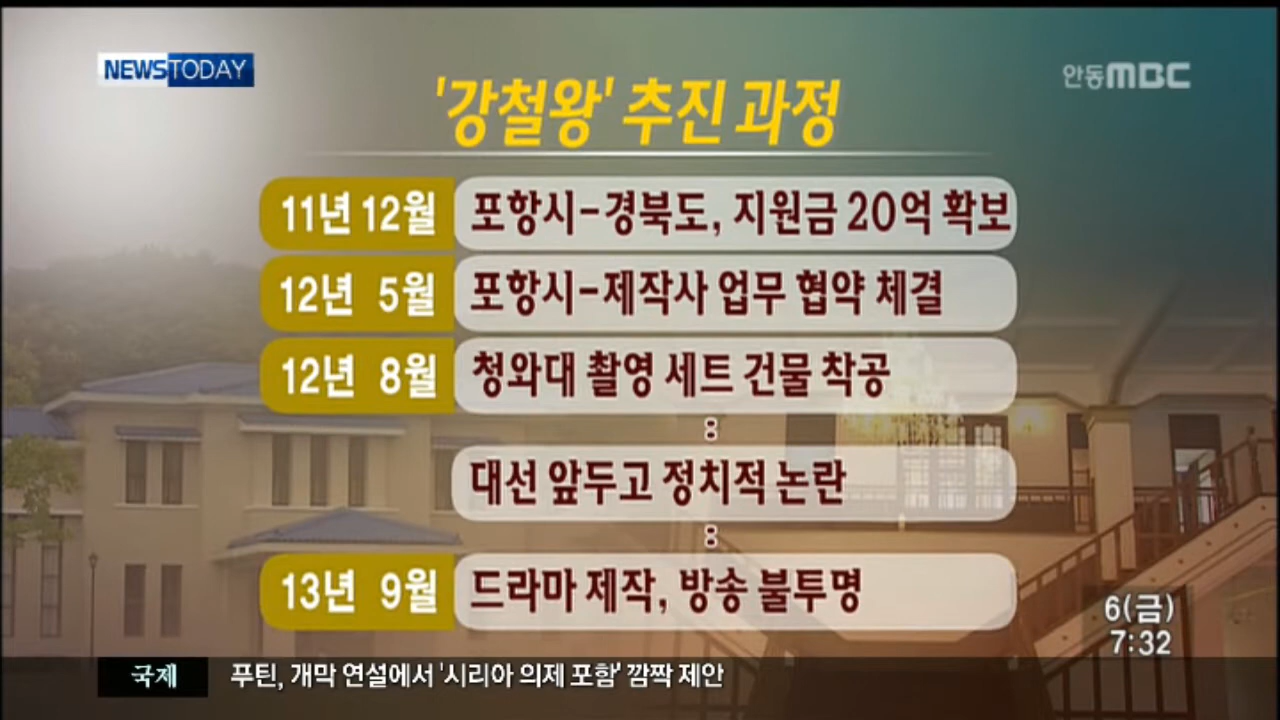 NEWSTODAY
안동MBC
'강철왕' 추진 과정
11년 12월 포항시-경북도, 지원금 20억 확보
12년 5월 포항시-제작사 업무 협약 체결
12년 8월 청와대 촬영 세트 건물 착공
:
대선 앞두고 정치적 논란
:
13년 9월 드라마 제작, 방송 불투명
6(금)
7:32
국제 푸틴, 개막 연설에서 '시리아 의제 포함' 깜짝 제안